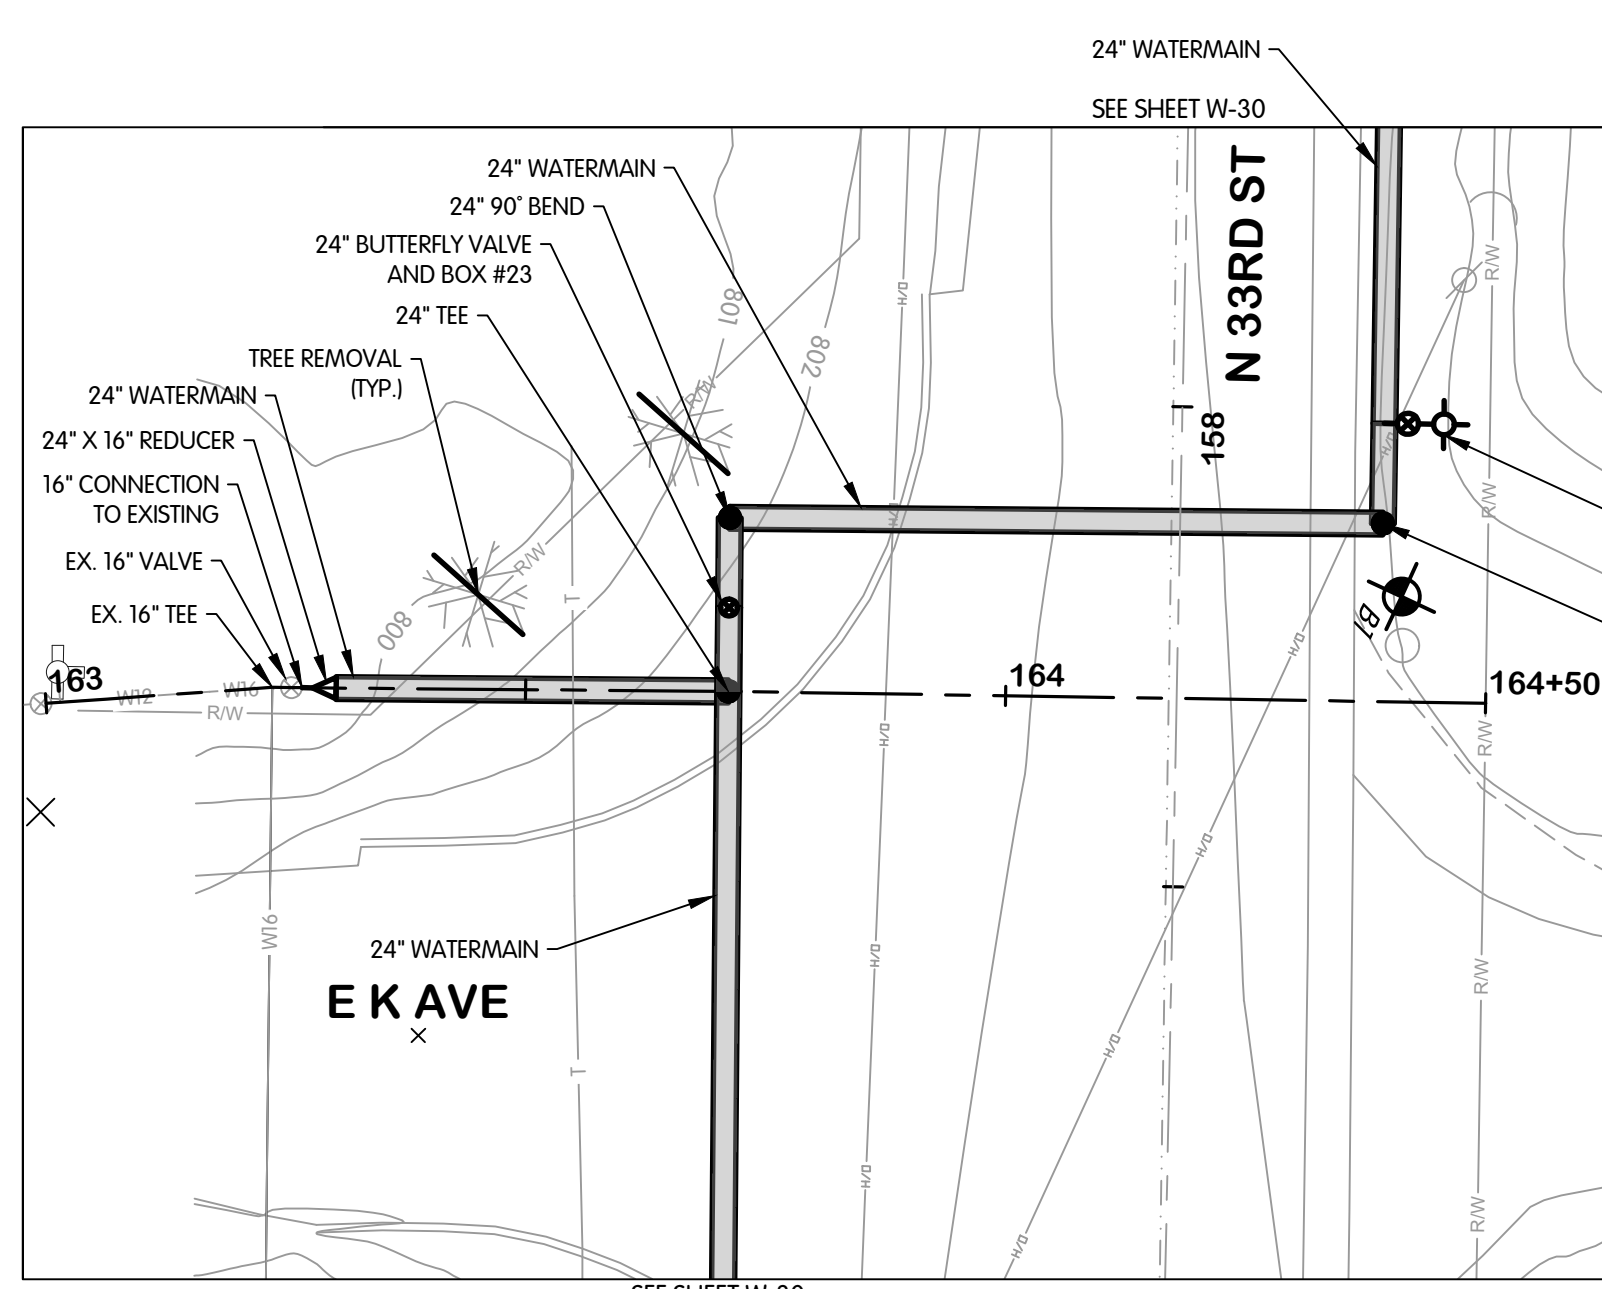 24" WATERMAIN
SEE SHEET W-30
24" WATERMAIN
24" 90° BEND
24" BUTTERFLY VALVE
AND BOX #23
24" TEE
TREE REMOVAL
(TYP.)
24" WATERMAIN
24" X 16" REDUCER
16" CONNECTION
TO EXISTING
EX. 16" VALVE
EX. 16" TEE
N 33RD ST
158
801
802
800
R/W
R/W
R/W
R/W
R/W
R/W
R/W
R/W
163
W12
W16
164
164+50
B1
T
T
W16
24" WATERMAIN
E K AVE
O/H
O/H
O/H
O/H
O/H
O/H
O/H
O/H
O/H
O/H